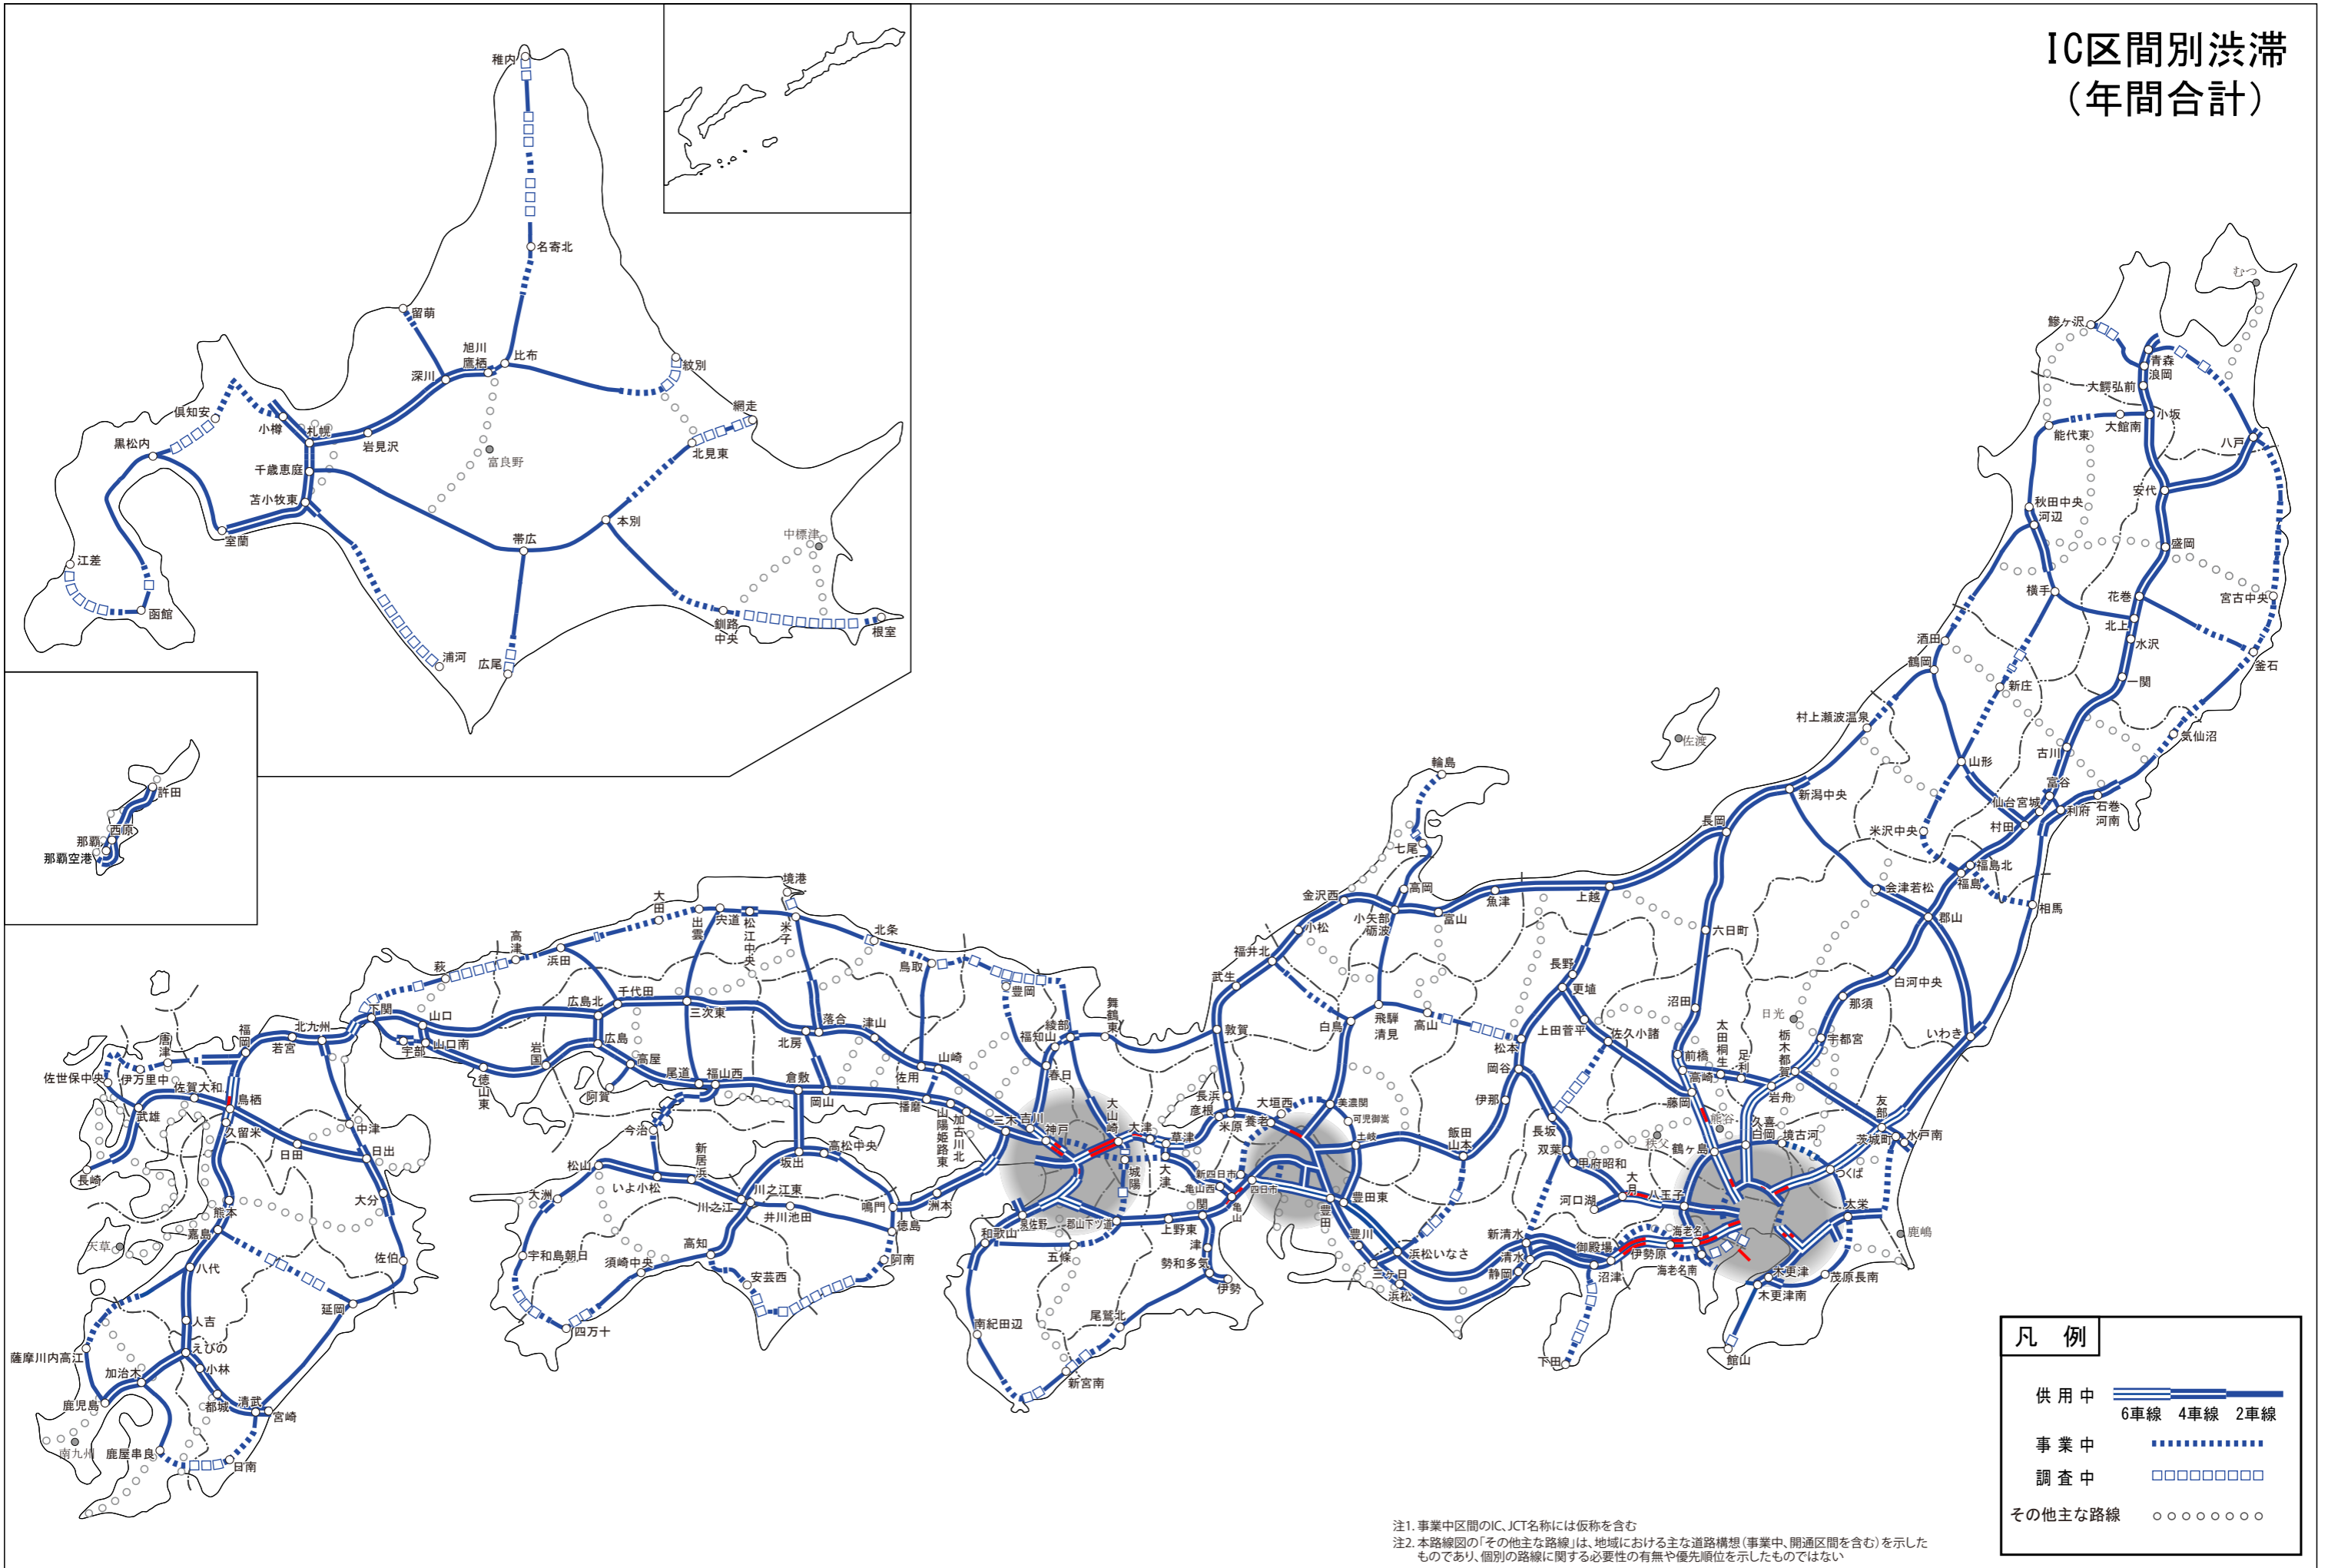 IC区間別渋滞
（年間合計）
稚内
名寄北
留萌
旭川
鷹栖
比布
深川
紋別
網走
倶知安
小樽
札幌
岩見沢
黒松内
千歳恵庭
富良野
北見東
苫小牧東
室蘭
本別
帯広
中標津
江差
函館
釧路
中央
根室
浦河
広尾
許田
西原
那覇
那覇空港
むつ
鰺ヶ沢
青森
浪岡
大鰐弘前
小坂
大館南
能代東
八戸
秋田中央
河辺
安代
盛岡
横手
花巻
宮古中央
北上
水沢
酒田
鶴岡
釜石
新庄
一関
村上瀬波温泉
佐渡
気仙沼
古川
山形
富谷
輪島
新潟中央
仙台宮城
利府
石巻
河南
長岡
米沢中央
村田
七尾
福島北
福島
会津若松
高岡
金沢西
上越
小矢部
砺波
富山
魚津
相馬
郡山
小松
六日町
福井北
武生
長野
更埴
白河中央
那須
沼田
日光
敦賀
白鳥
飛騨
清見
高山
上田菅平
佐久小諸
松本
太田桐生
足利
栃木都賀
宇都宮
いわき
前橋
高崎
岡谷
藤岡
岩舟
境港
大田
出雲
宍道
松江中央
米子
北条
鳥取
高津
浜田
萩
豊岡
舞鶴東
綾部
福知山
下関
山口
広島北
千代田
三次東
落合
津山
北房
山口南
宇部
広島
岩国
高屋
徳山東
尾道
福山西
倉敷
岡山
佐用
山崎
春日
播磨
山陽姫路東
加古川北
三木
吉川
神戸
大山崎
大津
草津
長浜
彦根
米原
養老
大垣西
美濃関
可児御嵩
土岐
飯田
山本
伊那
長坂
双葉
甲府昭和
熊谷
久喜
白岡
境古河
友部
茨城町
水戸南
秩父
鶴ヶ島
つくば
大月
八王子
河口湖
大栄
鹿嶋
福岡
若宮
北九州
唐津
佐世保中央
伊万里中
佐賀大和
鳥栖
武雄
久留米
中津
日田
日出
長崎
大分
熊本
嘉島
天草
佐伯
八代
延岡
人吉
えびの
小林
薩摩川内高江
加治木
鹿児島
都城
清武
宮崎
南九州
鹿屋串良
日南
阿賀
今治
松山
いよ小松
新居浜
坂出
高松中央
大洲
川之江
川之江東
井川池田
鳴門
徳島
洲本
宇和島朝日
須崎中央
高知
安芸西
阿南
四万十
城陽
大津
新四日市
亀山西
四日市
亀山
関
泉佐野
郡山下ツ道
上野東
和歌山
五條
津
勢和多気
伊勢
南紀田辺
尾鷲北
新宮南
豊田東
豊田
豊川
三ヶ日
浜松いなさ
浜松
新清水
清水
静岡
御殿場
伊勢原
海老名
海老名南
沼津
下田
木更津
木更津南
茂原長南
館山
凡　例
供用中
6車線 4車線 2車線
事業中
調査中
その他主な路線
注1. 事業中区間のIC、JCT名称には仮称を含む
注2. 本路線図の「その他主な路線」は、地域における主な道路構想（事業中、開通区間を含む）を示した
ものであり、個別の路線に関する必要性の有無や優先順位を示したものではない